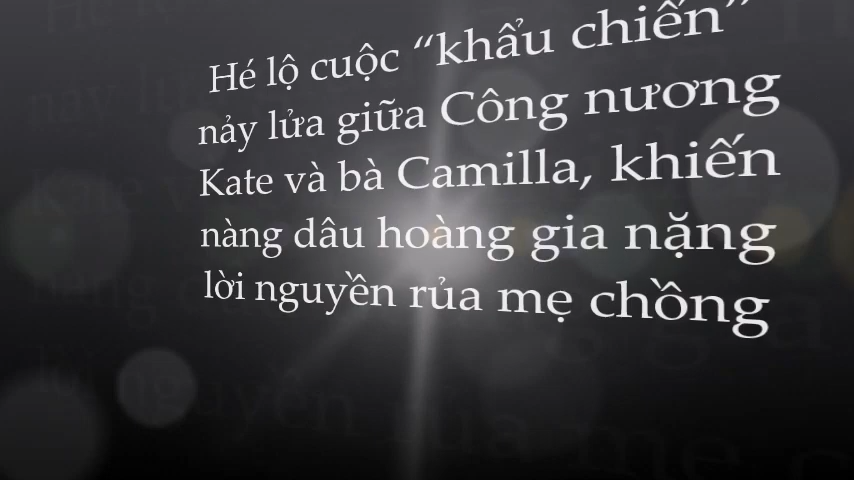 Hé lộ cuộc “khẩu chiến”
nảy lửa giữa Công nương
Kate và bà Camilla, khiến
nàng dâu hoàng gia nặng
lời nguyền rủa mẹ chồng